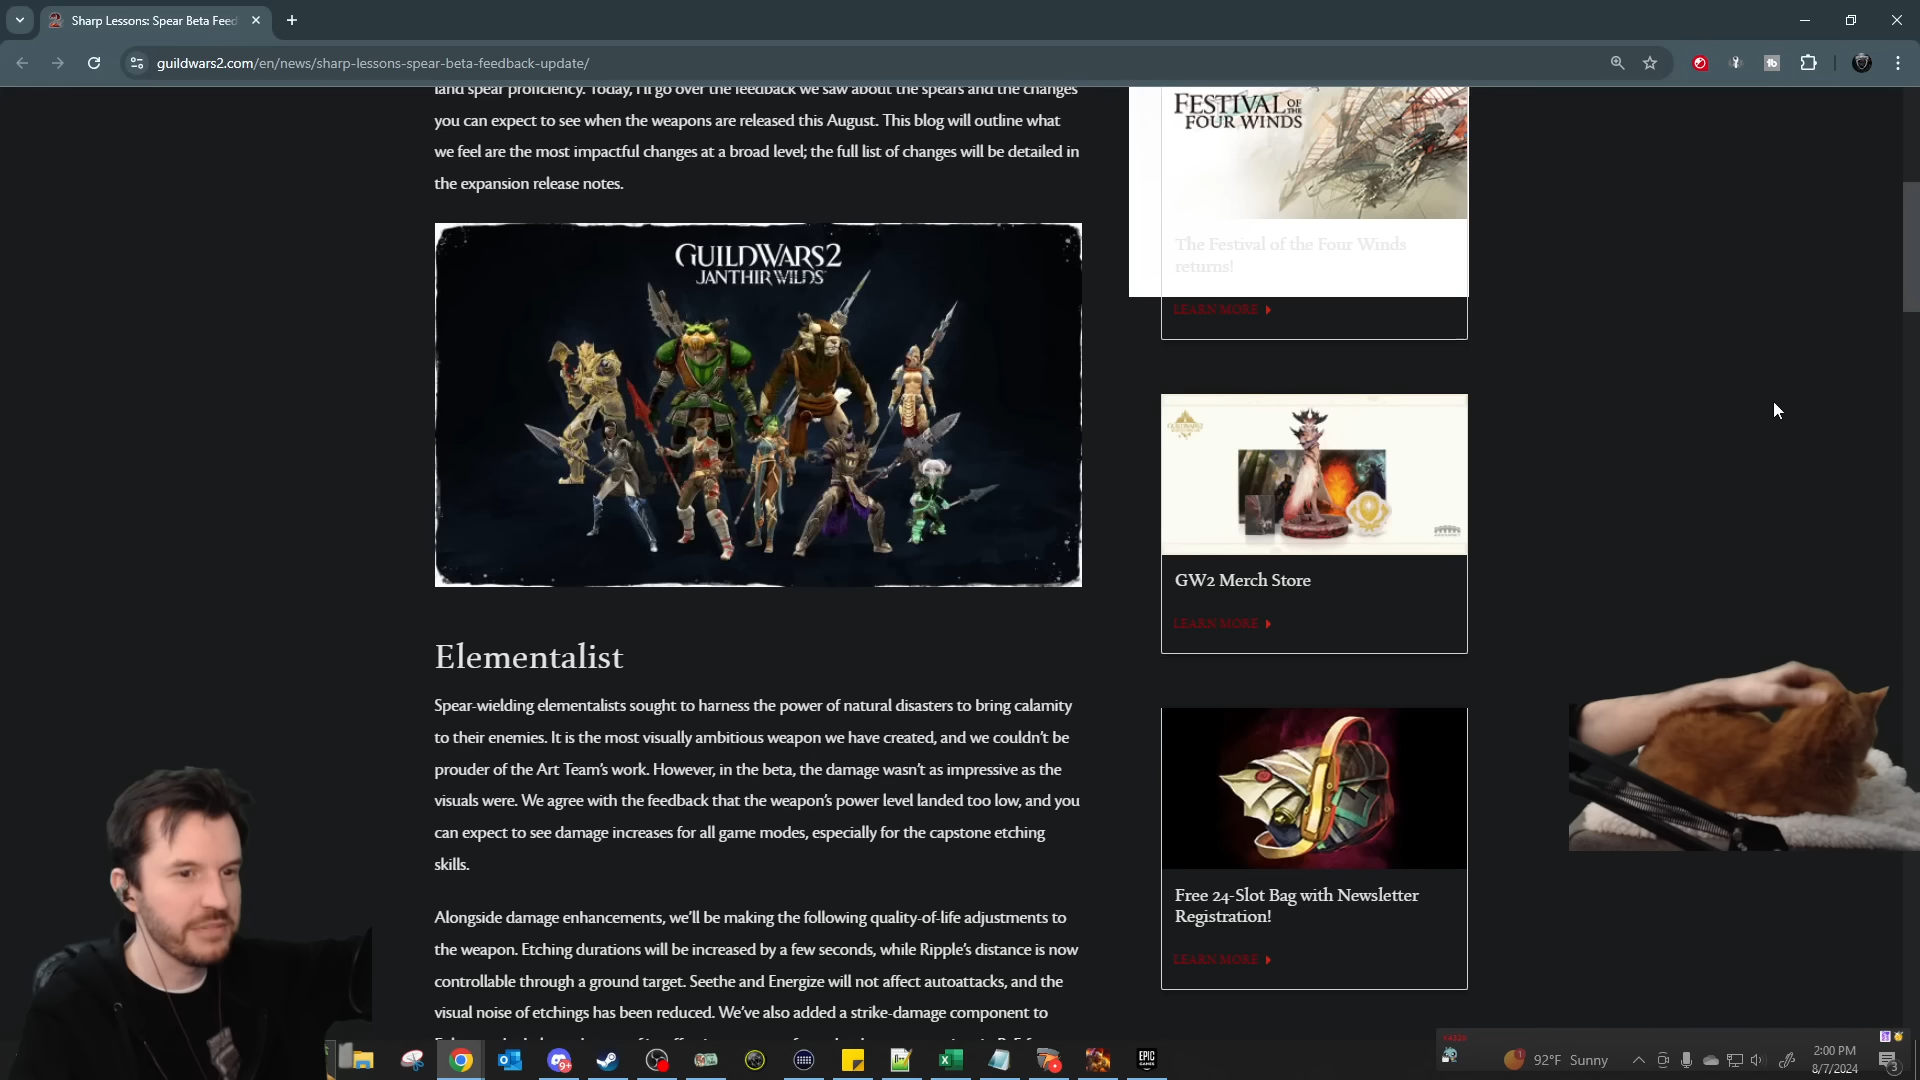 Sharp Lessons: Spear Beta Feed
guildwars2.com/en/news/sharp-lessons-spear-beta-feedback-update/
land spear proficiency. Today, I'll go over the feedback we saw about the spears and the changes
you can expect to see when the weapons are released this August. This blog will outline what
we feel are the most impactful changes at a broad level; the full list of changes will be detailed in
the expansion release notes.
GUILDWARS2
JANTHIR WILDS
Elementalist
Spear-wielding elementalists sought to harness the power of natural disasters to bring calamity
to their enemies. It is the most visually ambitious weapon we have created, and we couldn't be
prouder of the Art Team's work. However, in the beta, the damage wasn't as impressive as the
visuals were. We agree with the feedback that the weapon's power level landed too low, and you
can expect to see damage increases for all game modes, especially for the capstone etching
skills.
Alongside damage enhancements, we'll be making the following quality-of-life adjustments to
the weapon. Etching durations will be increased by a few seconds, while Ripple's distance is now
controllable through a ground target. Seethe and Energize will not affect autoattacks, and the
visual noise of etchings has been reduced. We've also added a strike-damage component to
FESTIVAL OF THE
FOUR WINDS
The Festival of the Four Winds
returns!
LEARN MORE
GW2 Merch Store
LEARN MORE
Free 24-Slot Bag with Newsletter
Registration!
LEARN MORE
EPIC
GAMES
92°F Sunny
2:00 PM
8/7/2024